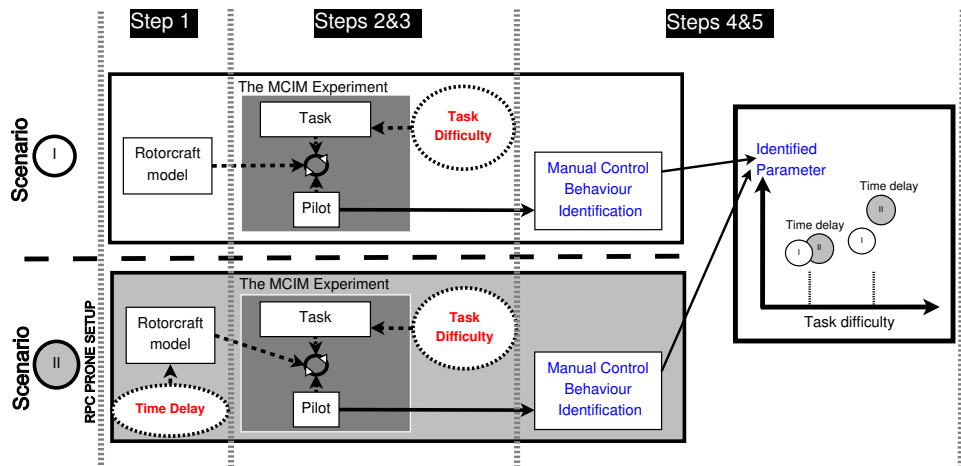 Step 1
Steps 2&3
Steps 4&5
Scenario
I
The MCIM Experiment
Task
Task
Difficulty
Rotorcraft
model
Pilot
Manual Control
Behaviour
Identification
Identified
Parameter
Time delay
II
Time delay
I
II
I
Task difficulty
Scenario
II
RPC PRONE SETUP
The MCIM Experiment
Rotorcraft
model
Task
Task
Difficulty
Time Delay
Pilot
Manual Control
Behaviour
Identification